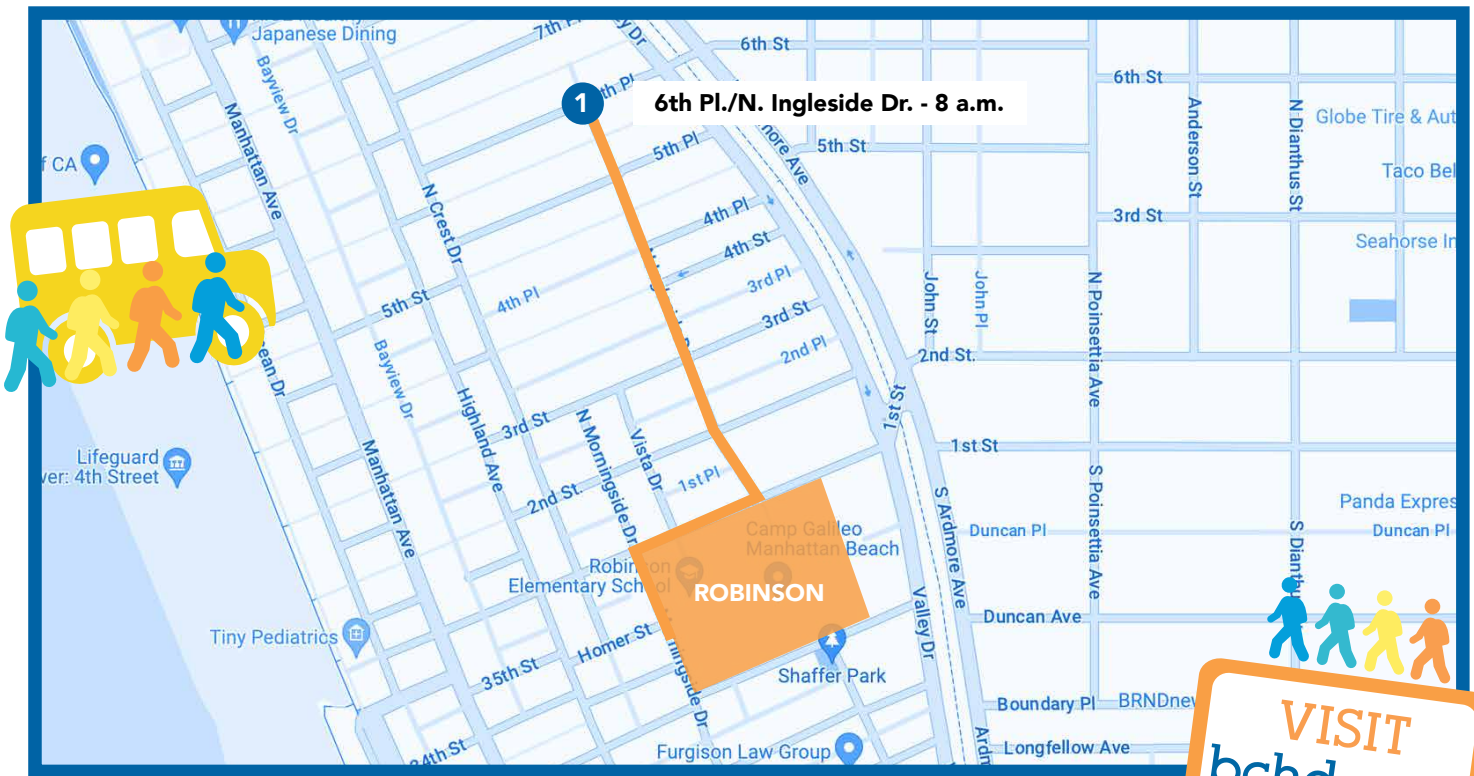 Japanese Dining
7th Pl
6th St
6th St
Bayview Dr
1
6th Pl./N. Ingleside Dr. - 8 a.m.
Manhattan Ave
Anderson St
N Dianthus St
Globe Tire & Aut
5th Pl
5th St
f CA
Taco Bel
N Crest Dr
4th Pl
3rd St
4th St
Seahorse In
3rd Pl
John St
John Pl
N Poinsettia Ave
5th St
4th Pl
3rd St
2nd Pl
2nd St.
Bayview Dr
Highland Ave
1st St
3rd St
N Morningside Dr
Vista Dr
1st St
Lifeguard
wer: 4th Street
Manhattan Ave
1st Pl
2nd St.
S Ardmore Ave
S Poinsettia Ave
Panda Expres
Duncan Pl
Duncan Pl
Camp Galileo
Manhattan Beach
Robinson
Elementary School
ROBINSON
Valley Dr
Duncan Ave
Tiny Pediatrics
Homer St
35th St
Shaffer Park
Boundary Pl
BRNDnew
34th St
Furgison Law Group
Longfellow Ave
VISIT